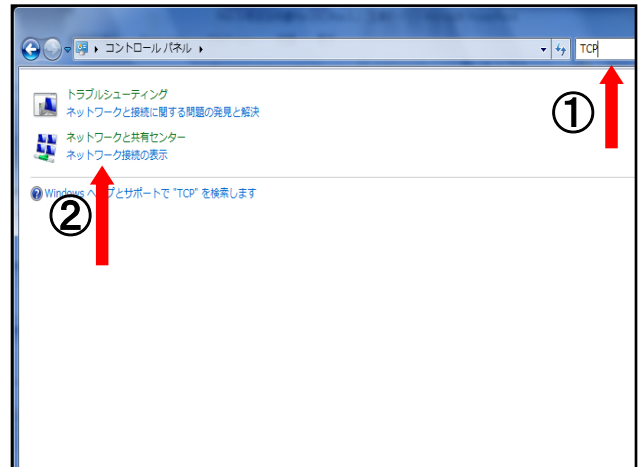 コントロール パネル
TCP
①
トラブルシューティング
ネットワークと接続に関する問題の発見と解決
ネットワークと共有センター
ネットワーク接続の表示
Windows ヘルプとサポートで "TCP" を検索します
②